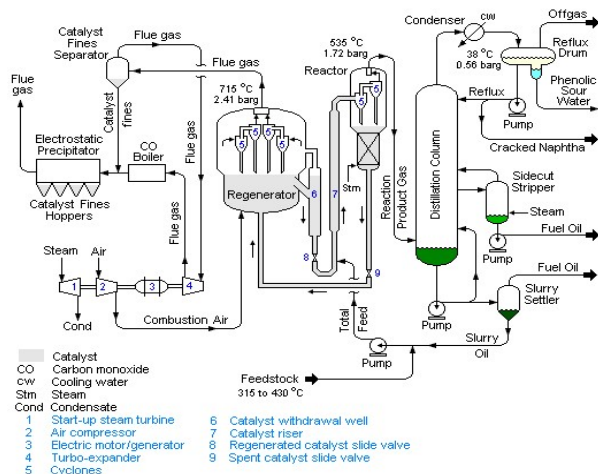 Catalyst
Fines
Separator
Flue gas
Flue
gas
Catalyst
fines
Flue gas
Flue gas
715 °C
2.41 barg
535 °C
1.72 barg
Reactor
Condenser
cw
38 °C
0.56 barg
Offgas
Reflux
Drum
Phenolic
Sour
Water
Reflux
Pump
Cracked Naphtha
Electrostatic
Precipitator
CO
Boiler
Catalyst Fines
Hoppers
Flue gas
5
5
5
5
5
5
Regenerator
6
7
Stm
8
9
Reaction
Product Gas
Distillation Column
Sidecut
Stripper
Steam
Pump
Fuel Oil
Fuel Oil
Slurry
Settler
Pump
Slurry
Oil
Steam
Air
1
2
3
4
Cond
Combustion Air
Total
Feed
Pump
Feedstock
315 to 430 °C
Catalyst
CO Carbon monoxide
cw Cooling water
Stm Steam
Cond Condensate
1 Start-up steam turbine
2 Air compressor
3 Electric motor/generator
4 Turbo-expander
5 Cyclones
6 Catalyst withdrawal well
7 Catalyst riser
8 Regenerated catalyst slide valve
9 Spent catalyst slide valve